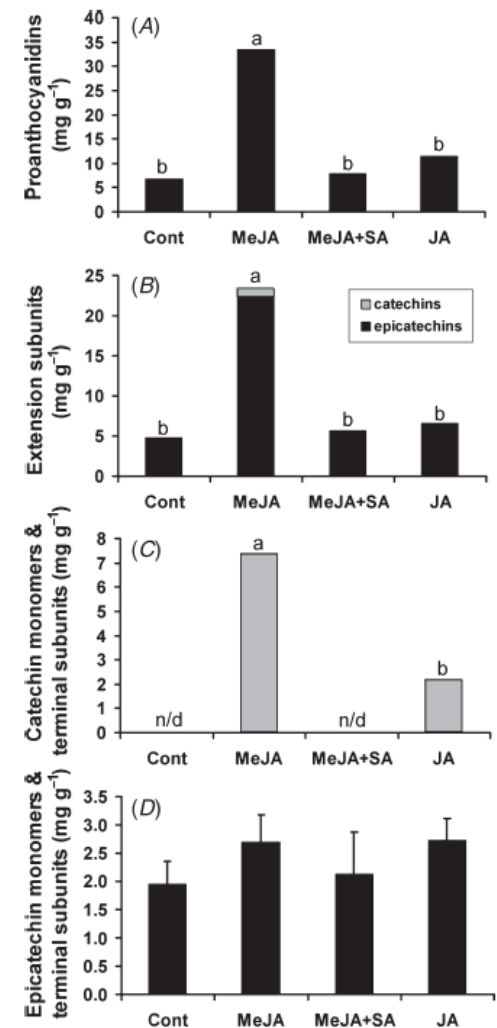 Proanthocyanidins
(mg g⁻¹)
(A)
40
35
30
25
20
15
10
5
0
b
a
b
b
Cont MeJA MeJA+SA JA
Extension subunits
(mg g⁻¹)
(B)
25
20
15
10
5
0
catechins
epicatechins
b
a
b
b
Cont MeJA MeJA+SA JA
Catechin monomers &
terminal subunits (mg g⁻¹)
(C)
8
7
6
5
4
3
2
1
0
n/d
a
n/d
b
Cont MeJA MeJA+SA JA
Epicatechin monomers &
terminal subunits (mg g⁻¹)
(D)
3.5
3.0
2.5
2.0
1.5
1.0
0.5
0.0
Cont MeJA MeJA+SA JA